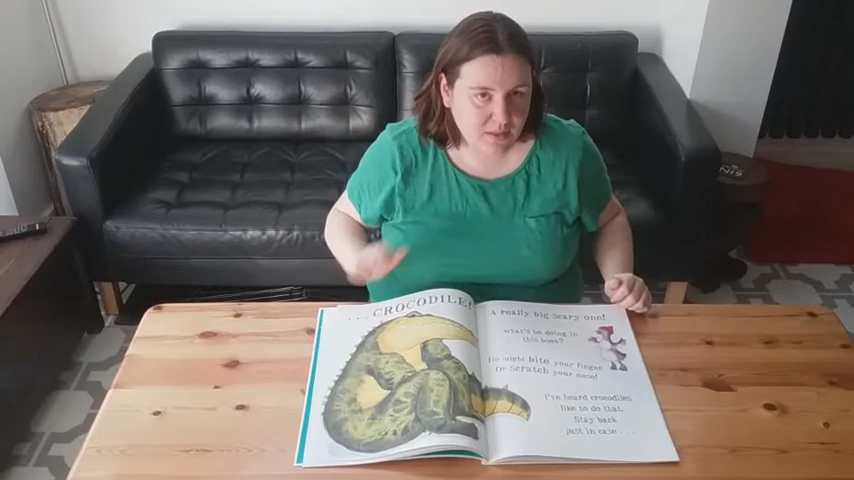 . . . CROCODILE!
A really big scary one!
what's he doing in
this book?
He might bite your fingue
or scratch your nose!
I've heard crocodiles
like to do that.
Stay back
just in case . . .